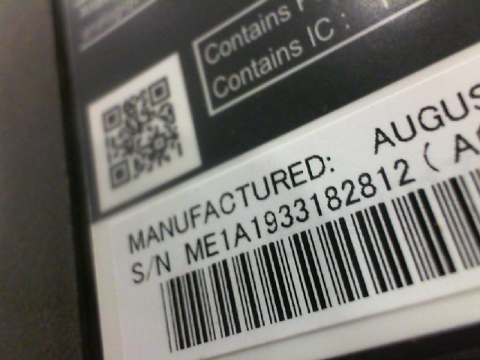 Contains
Contains IC :
MANUFACTURED: AUGUS
S/N ME1A1933182812 ( A